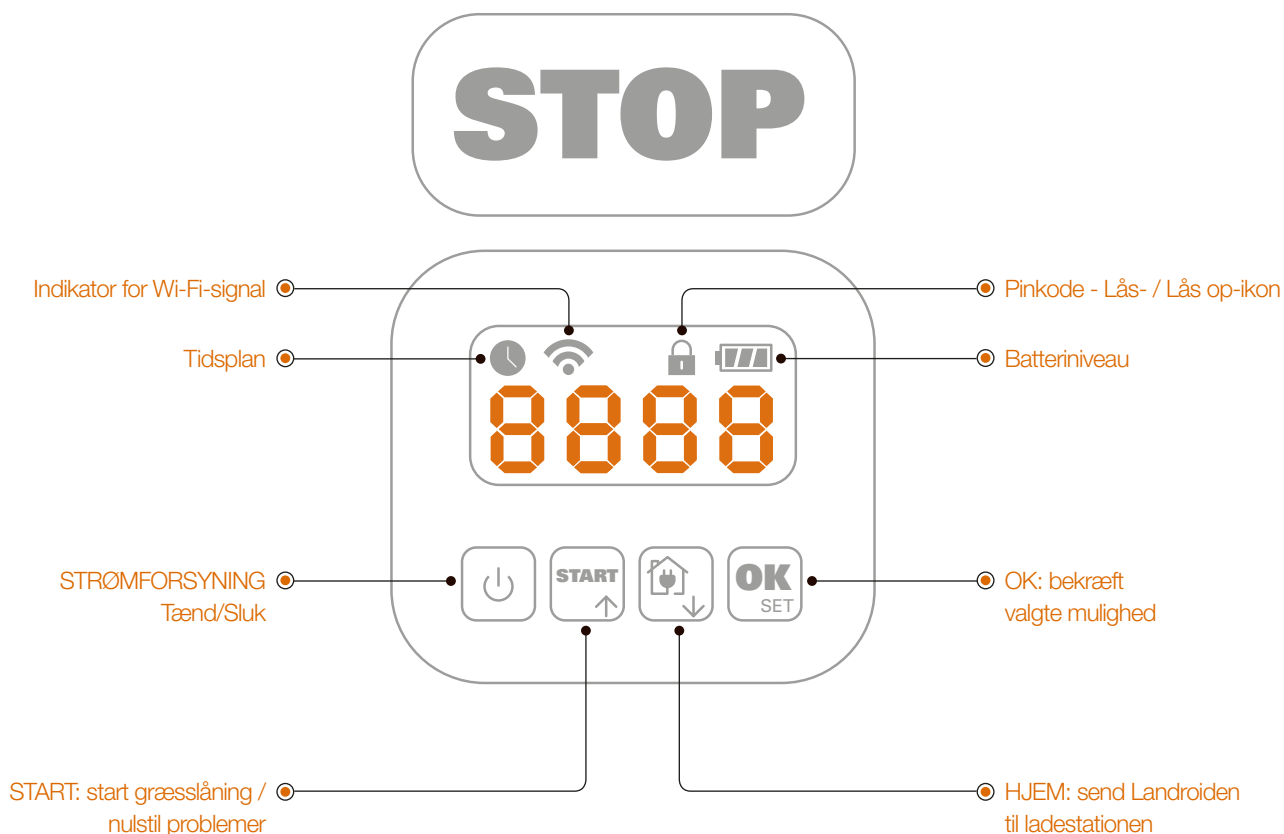 STOP
Indikator for Wi-Fi-signal
Pinkode - Lås- / Lås op-ikon
Tidsplan
Batteriniveau
8888
STRØMFORSYNING
Tænd/Sluk
START
OK
SET
OK: bekræft
valgte mulighed
START: start græsslåning /
nulstil problemer
HJEM: send Landroiden
til ladestationen